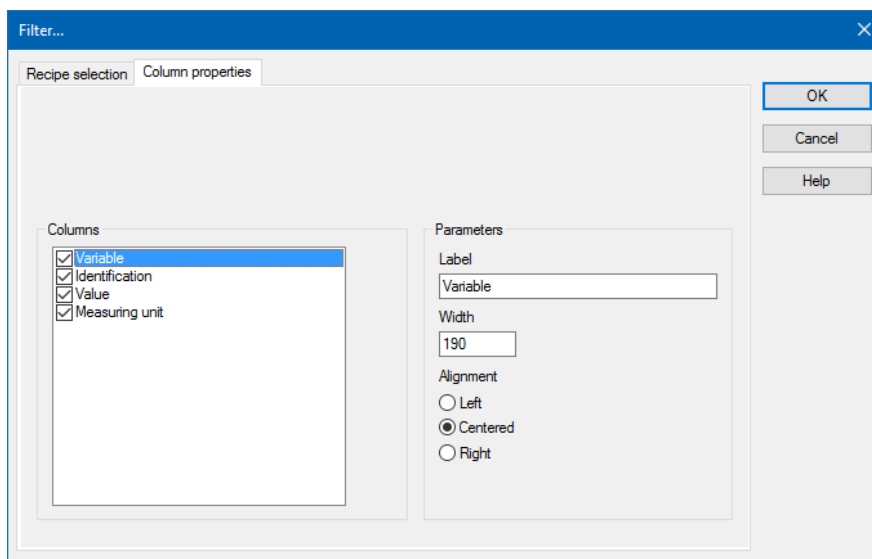 Filter...
Recipe selection
Column properties
OK
Cancel
Help
Columns
Variable
Identification
Value
Measuring unit
Parameters
Label
Variable
Width
190
Alignment
Left
Centered
Right